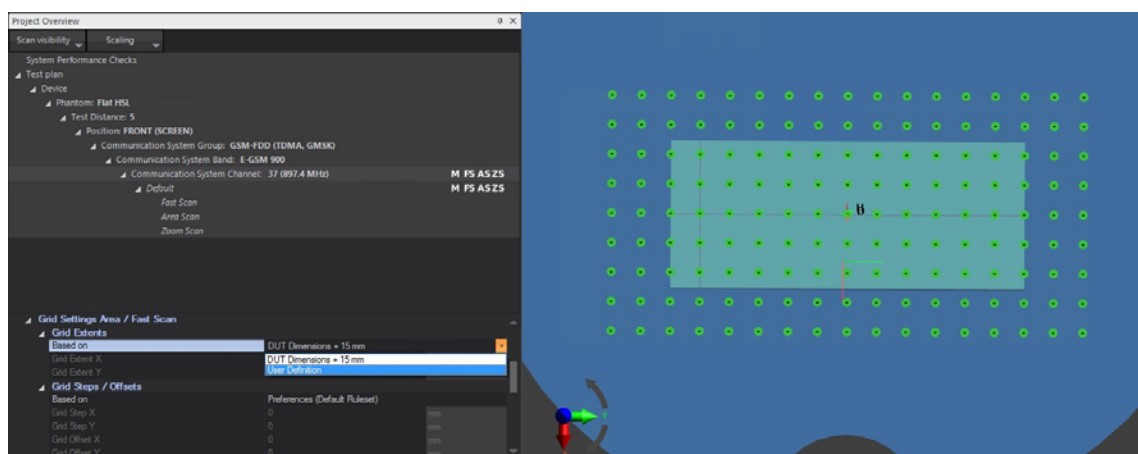 Project Overview
Scan visibility Scaling
System Performance Checks
Test plan
Device
Phantom: Flat HSL
Test Distance: 5
Position: FRONT (SCREEN)
Communication System Group: GSM-FDD (TDMA, GMSK)
Communication System Band: E-GSM 900
Communication System Channel: 37 (897.4 MHz) M FS AS ZS
Default M FS AS ZS
Fast Scan
Area Scan
Zoom Scan
Grid Settings Area / Fast Scan
Grid Extents
Based on DUT Dimensions + 15 mm
Grid Extent X DUT Dimensions + 15 mm
Grid Extent Y User Definition
Grid Steps / Offsets
Based on Preferences (Default Ruleset)
Grid Step X 0 mm
Grid Step Y 0 mm
Grid Offset X 0 mm
Grid Offset Y 0 mm
y